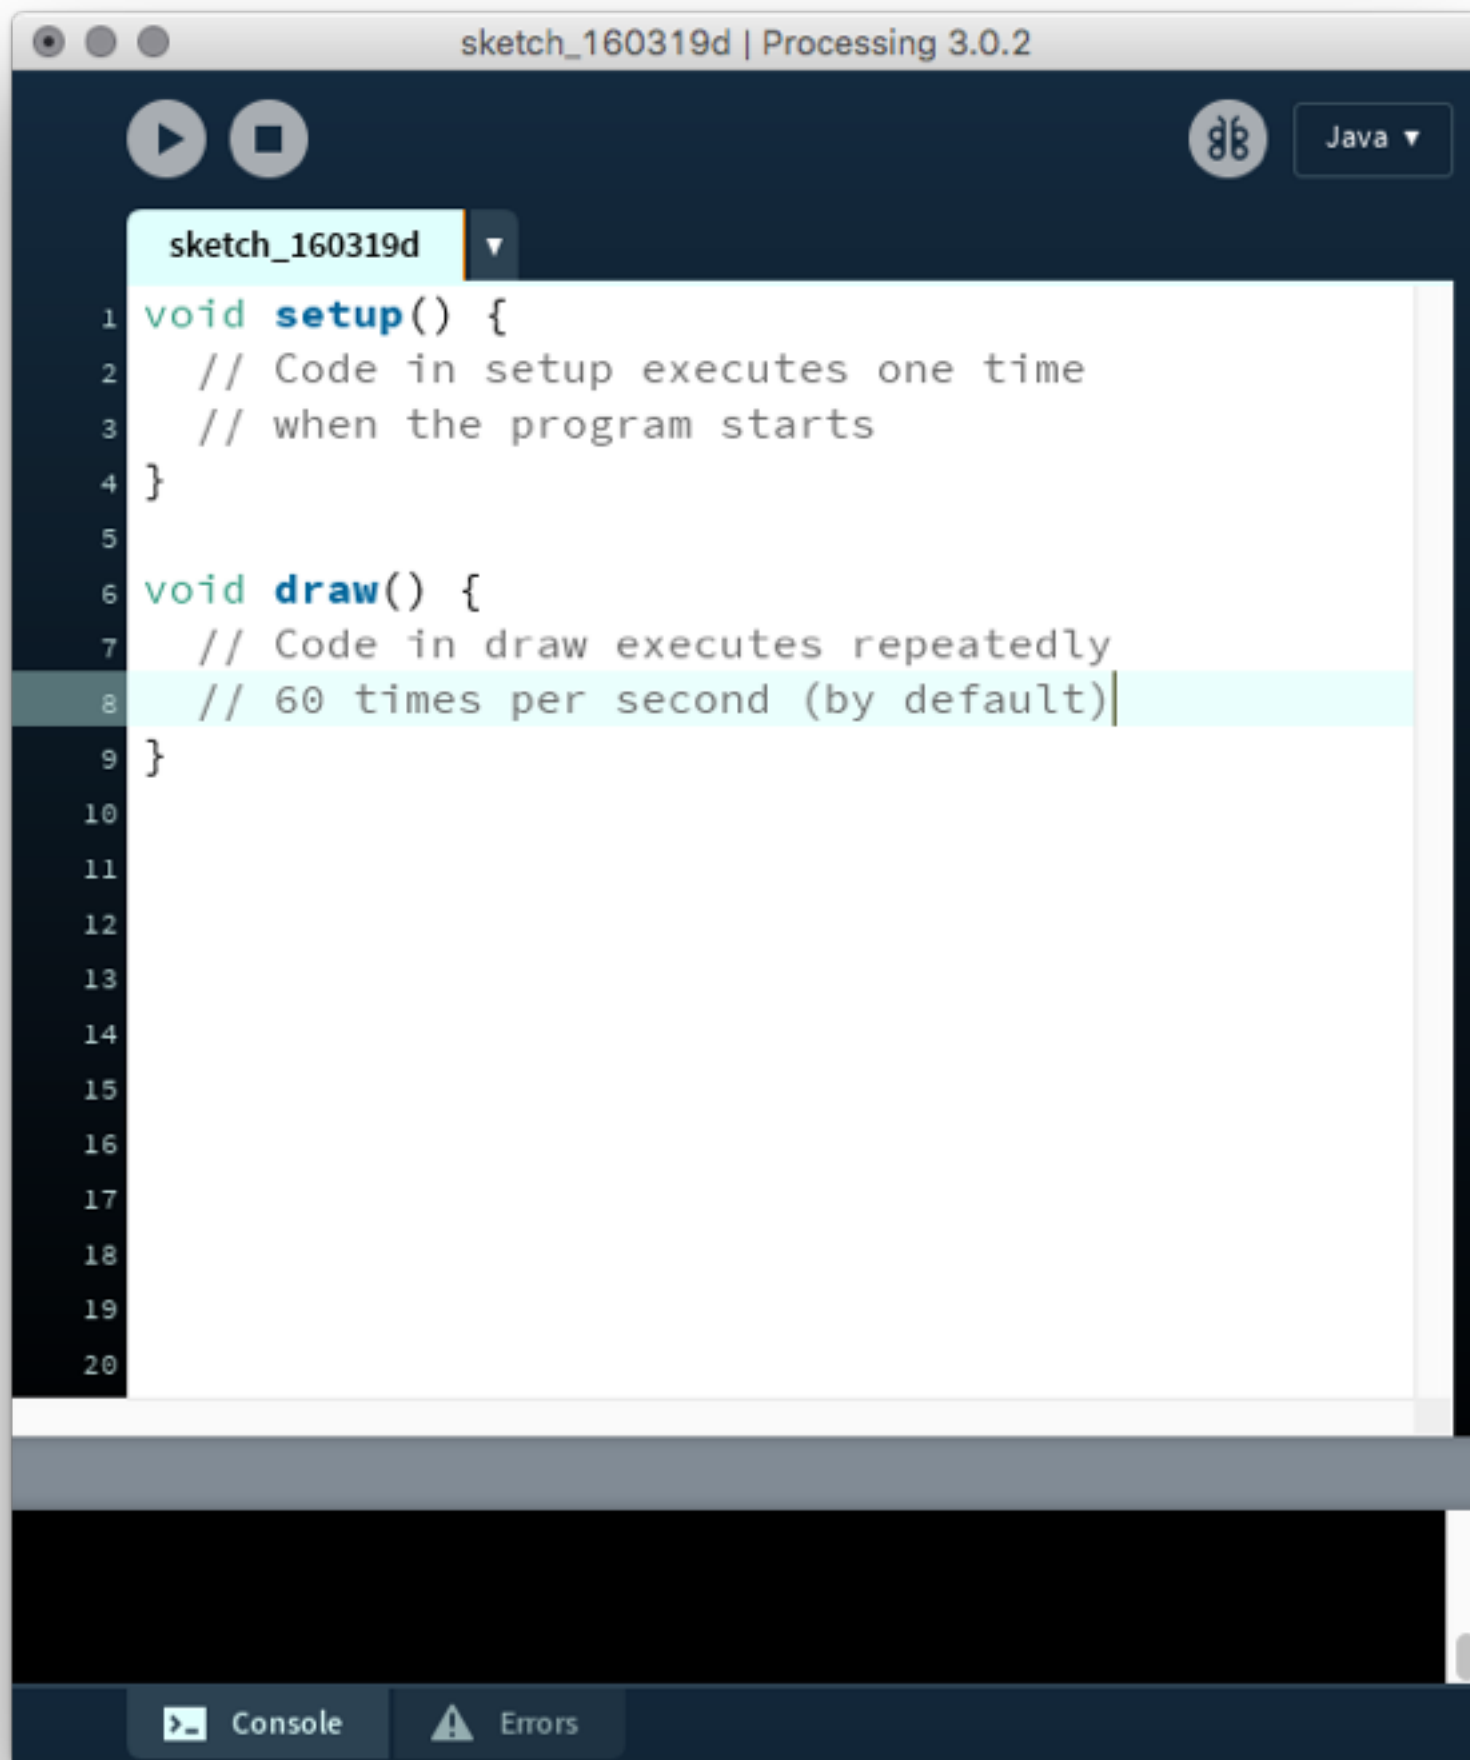 sketch_160319d | Processing 3.0.2
Java ▼
sketch_160319d ▼
1 void setup() {
2   // Code in setup executes one time
3   // when the program starts
4 }
5
6 void draw() {
7   // Code in draw executes repeatedly
8   // 60 times per second (by default)
9 }
10
11
12
13
14
15
16
17
18
19
20
Console Errors